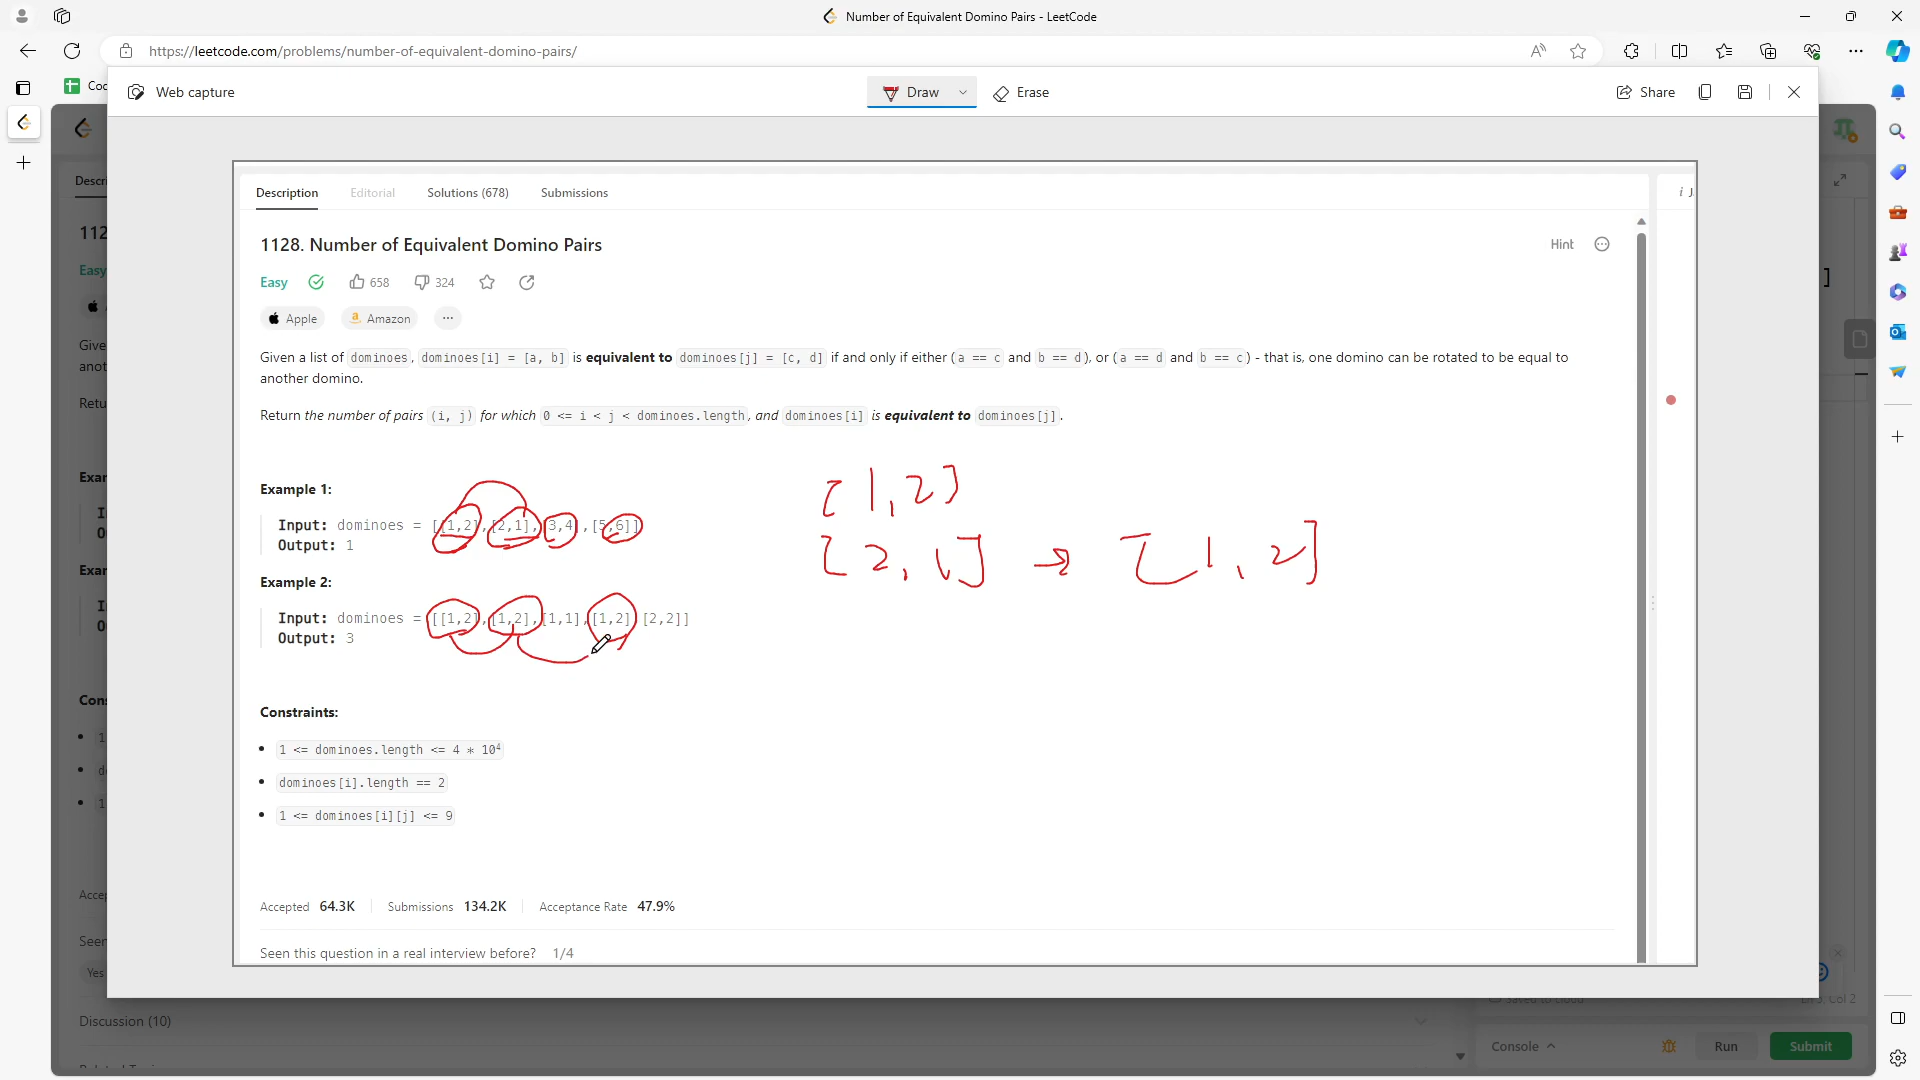 Number of Equivalent Domino Pairs - LeetCode
https://leetcode.com/problems/number-of-equivalent-domino-pairs/
Web capture
Draw
Erase
Share
Description
Editorial
Solutions (678)
Submissions
1128. Number of Equivalent Domino Pairs
Hint
Easy
658
324
Apple
Amazon
Given a list of dominoes, dominoes[i] = [a, b] is equivalent to dominoes[j] = [c, d] if and only if either (a == c and b == d), or (a == d and b == c) - that is, one domino can be rotated to be equal to
another domino.
Return the number of pairs (i, j) for which 0 <= i < j < dominoes.length, and dominoes[i] is equivalent to dominoes[j].
Example 1:
Input: dominoes = [[1,2],[2,1],[3,4],[5,6]]
Output: 1
[1,2]
[2,1] → [1,2]
Example 2:
Input: dominoes = [[1,2],[1,2],[1,1],[1,2],[2,2]]
Output: 3
Constraints:
1 <= dominoes.length <= 4 * 10⁴
dominoes[i].length == 2
1 <= dominoes[i][j] <= 9
Accepted 64.3K
Submissions 134.2K
Acceptance Rate 47.9%
Seen this question in a real interview before? 1/4
Discussion (10)
Console
Run
Submit